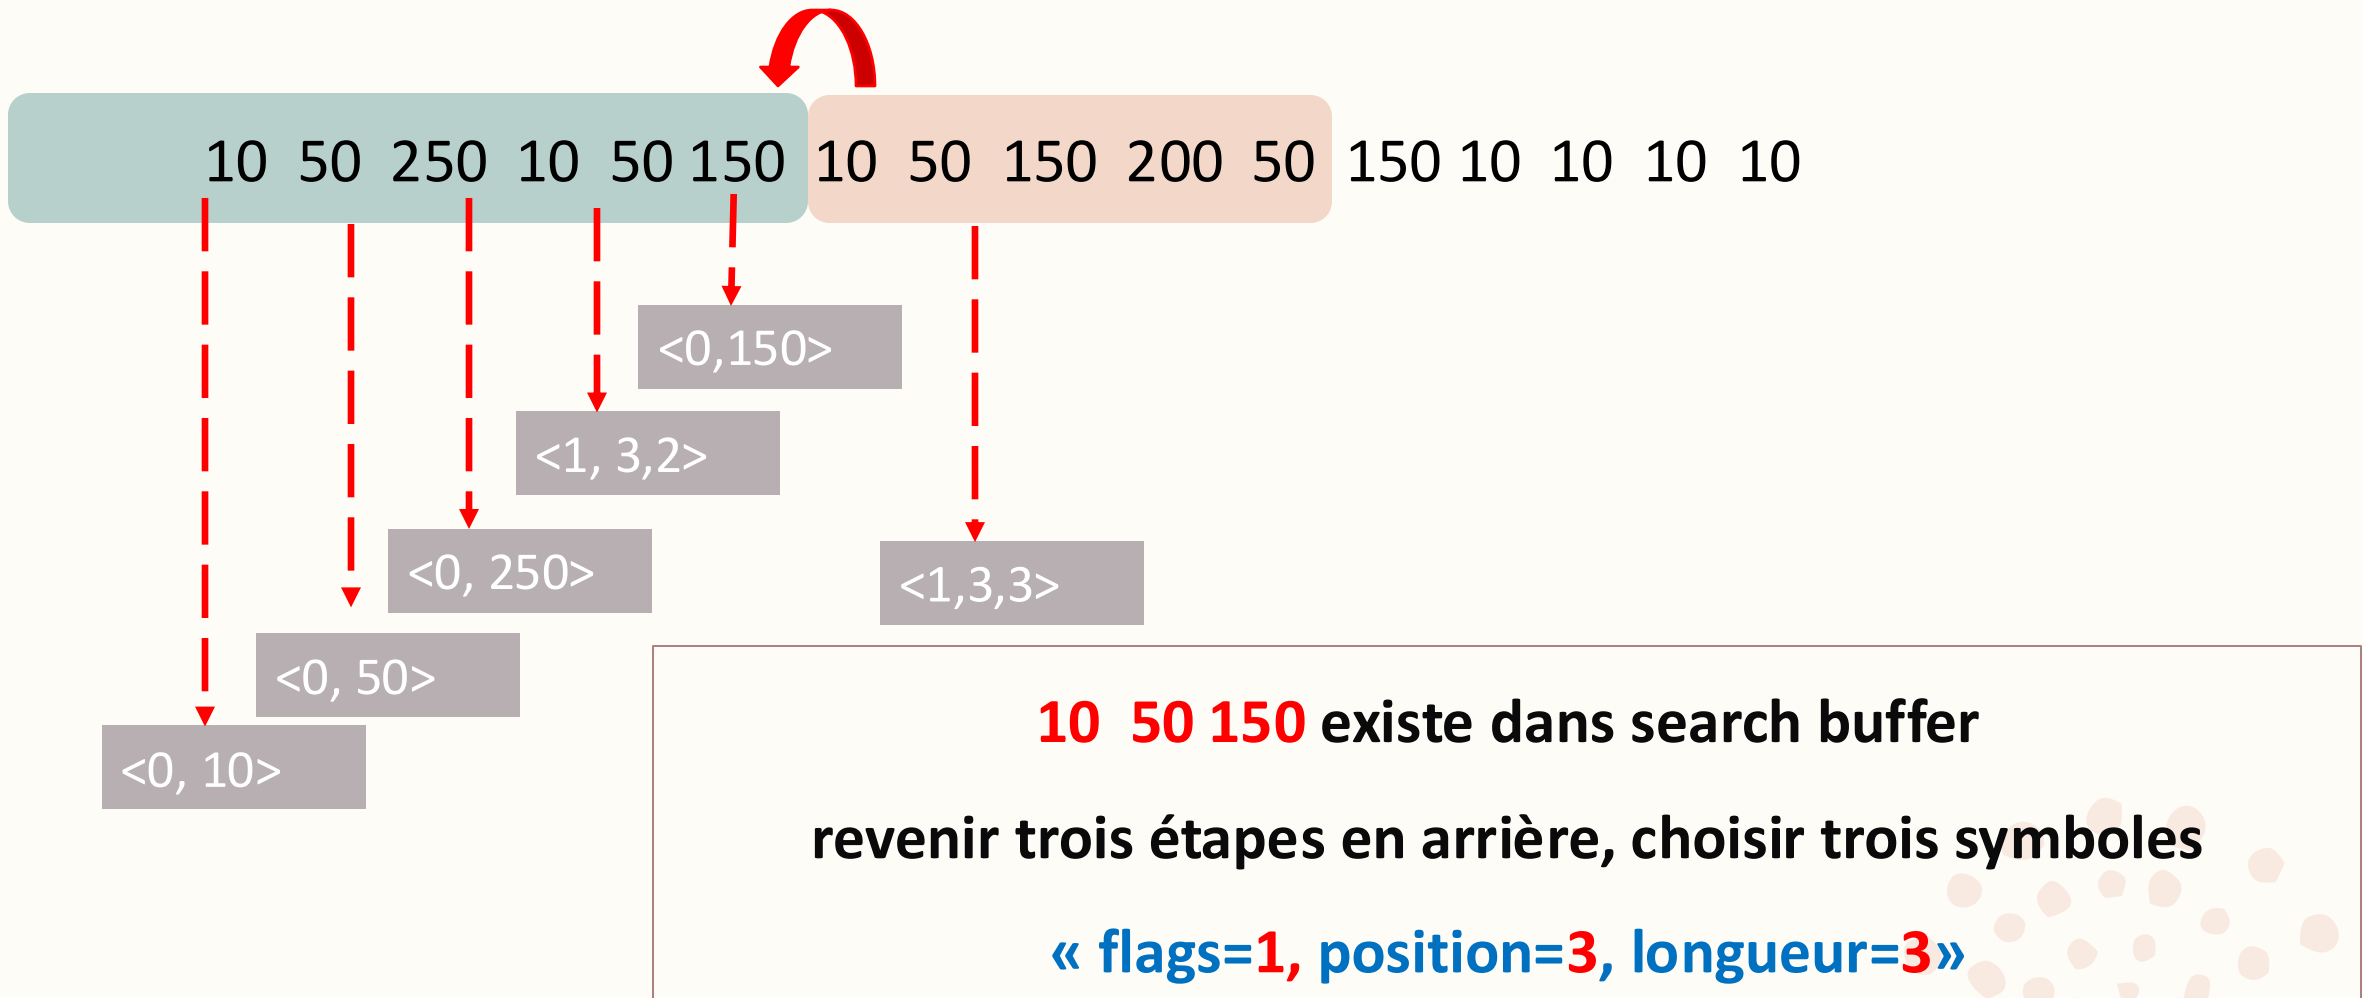 10 50 250 10 50 150 10 50 150 200 50 150 10 10 10 10
<0,150>
<1, 3,2>
<0, 250>
<1,3,3>
<0, 50>
<0, 10>
10 50 150 existe dans search buffer
revenir trois étapes en arrière, choisir trois symboles
« flags=1, position=3, longueur=3»